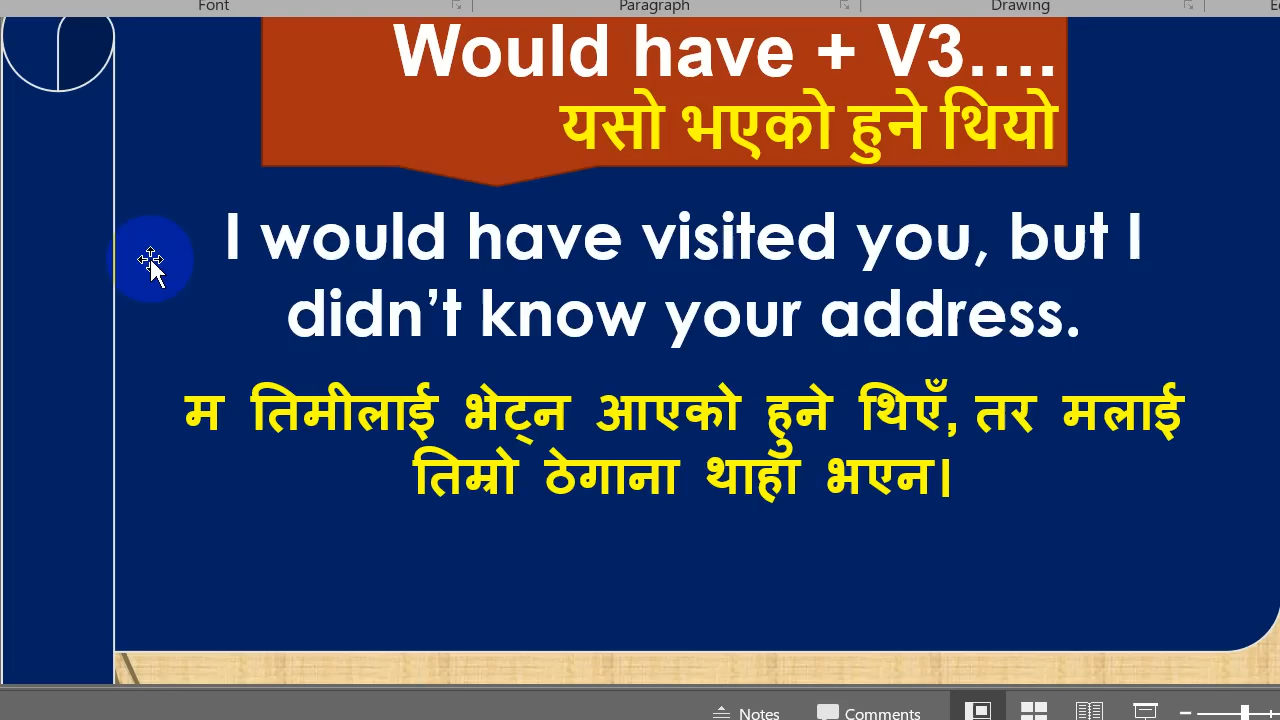 Font Paragraph Drawing
Would have + V3....
यसो भएको हुने थियो
I would have visited you, but I
didn’t know your address.
म तिमीलाई भेट्न आएको हुने थिएँ, तर मलाई
तिम्रो ठेगाना थाहा भएन।
Notes Comments